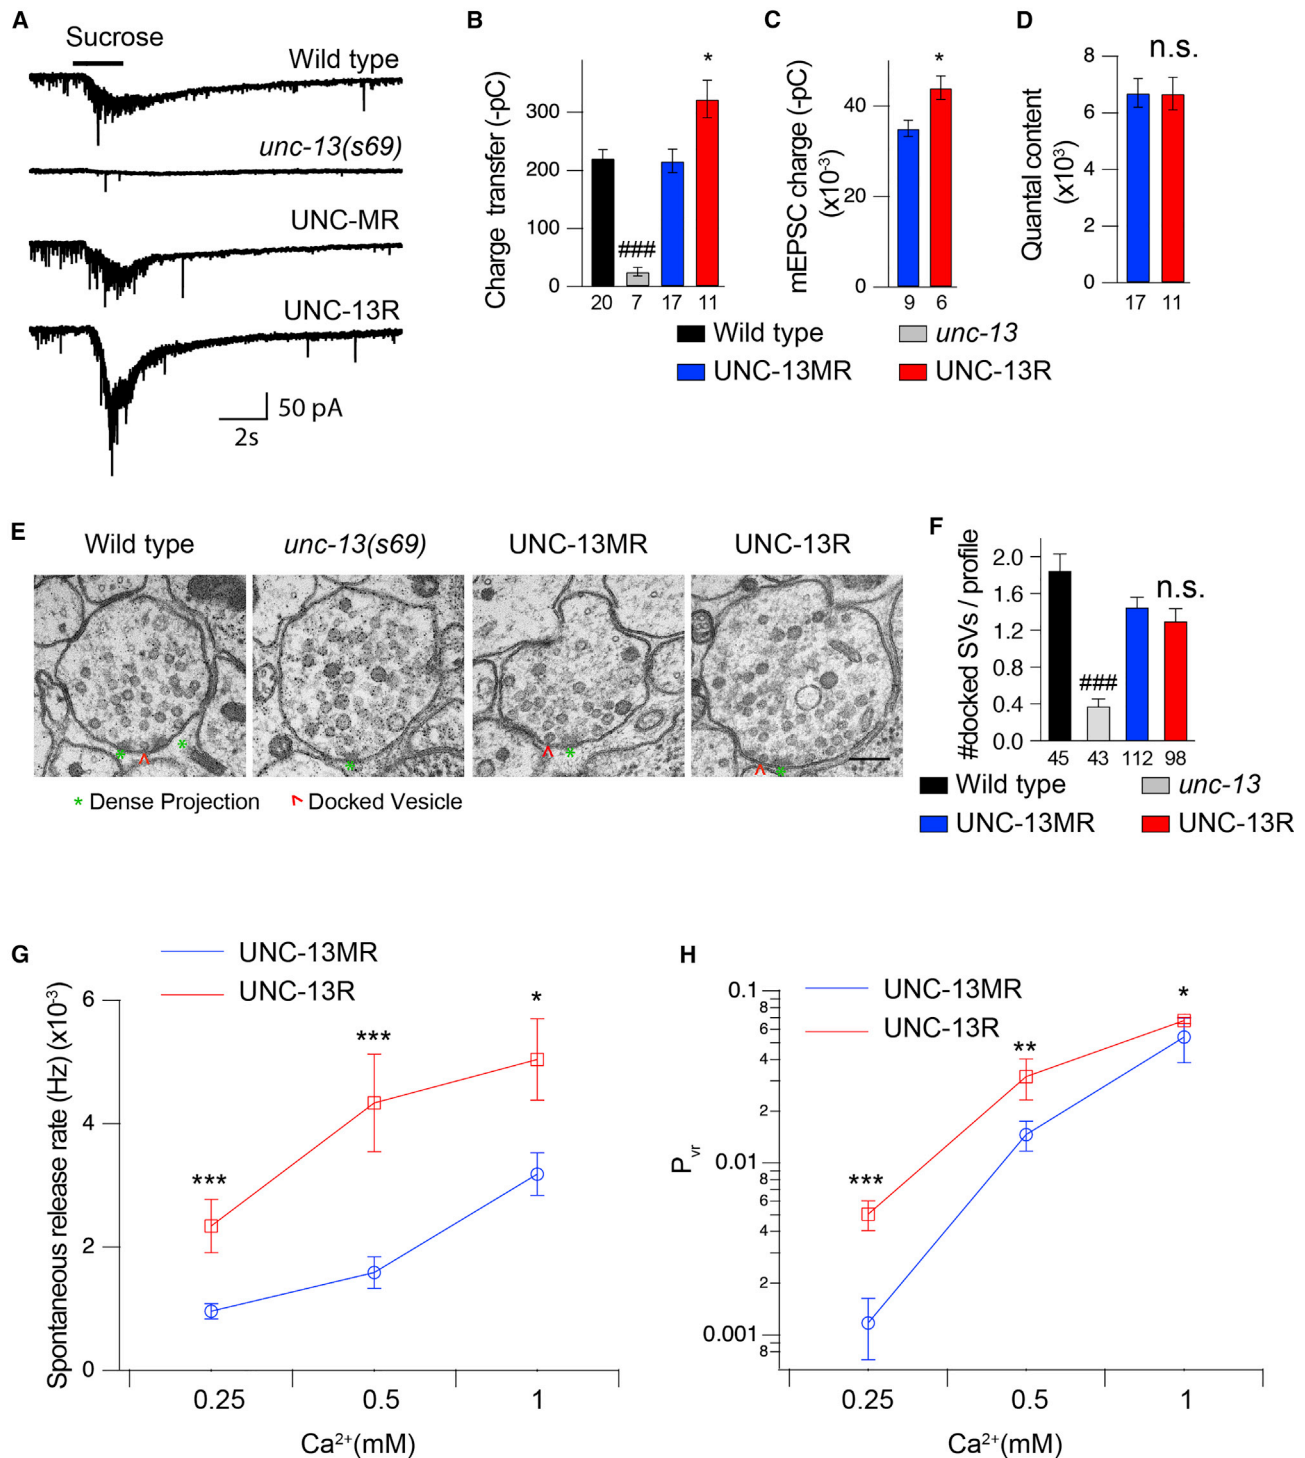 A
Sucrose
Wild type
unc-13(s69)
UNC-MR
UNC-13R
50 pA
2s
B
Charge transfer (-pC)
300
200
100
0
*
###
20 7 17 11
C
mEPSC charge (-pC)
(x10-3)
40
20
0
*
9 6
D
Quantal content
(x10³)
8
6
4
2
0
n.s.
17 11
Wild type
unc-13
UNC-13MR
UNC-13R
E
Wild type
unc-13(s69)
UNC-13MR
UNC-13R
* Dense Projection
^ Docked Vesicle
F
#docked SVs / profile
2.0
1.6
1.2
0.8
0.4
0.0
###
n.s.
45 43 112 98
Wild type
unc-13
UNC-13MR
UNC-13R
G
UNC-13MR
UNC-13R
Spontaneous release rate (Hz) (x10-3)
6
4
2
0
***
***
*
0.25 0.5 1
Ca2+(mM)
H
UNC-13MR
UNC-13R
Pvr
0.1
8
6
4
2
0.01
8
6
4
2
0.001
8
***
**
*
0.25 0.5 1
Ca2+(mM)